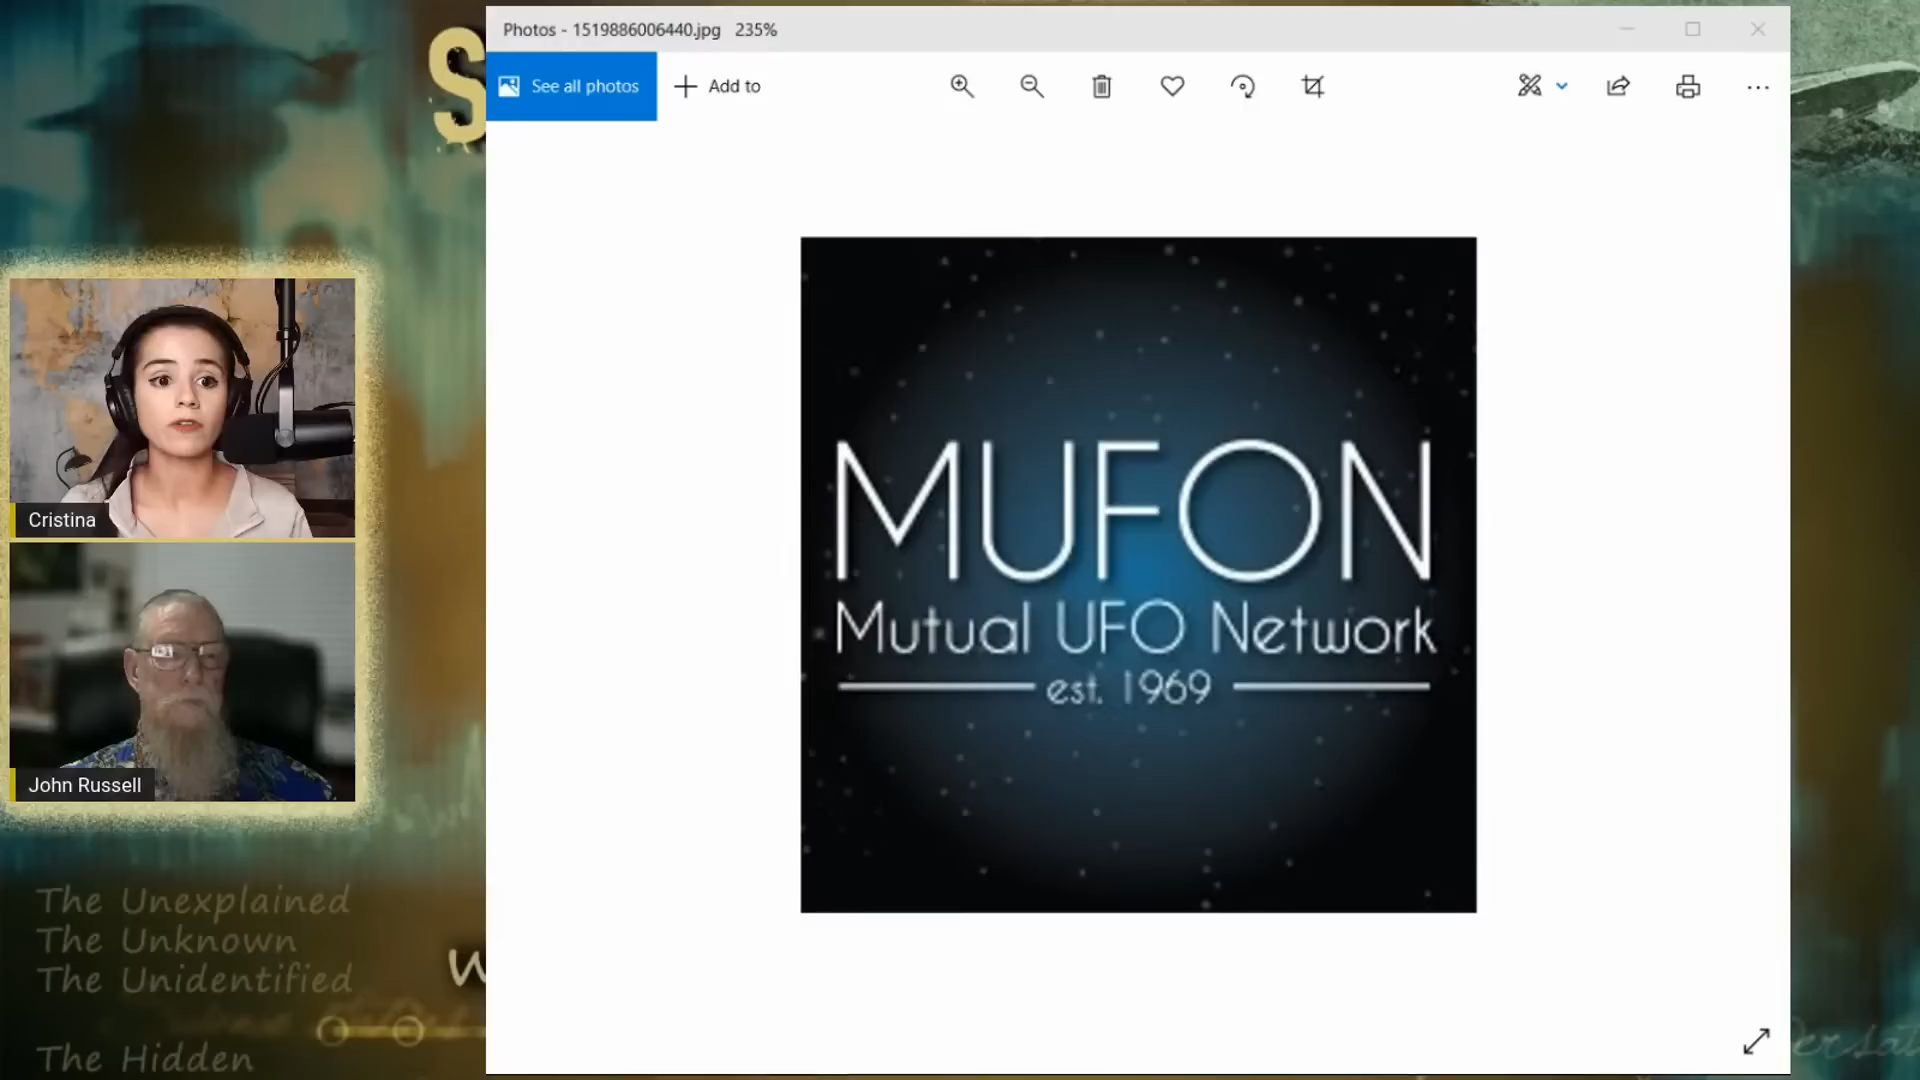 Photos - 1519886006440.jpg 235%
See all photos
Add to
S
MUFON
Mutual UFO Network
est. 1969
Cristina
John Russell
The Unexplained
The Unknown
The Unidentified
The Hidden
W